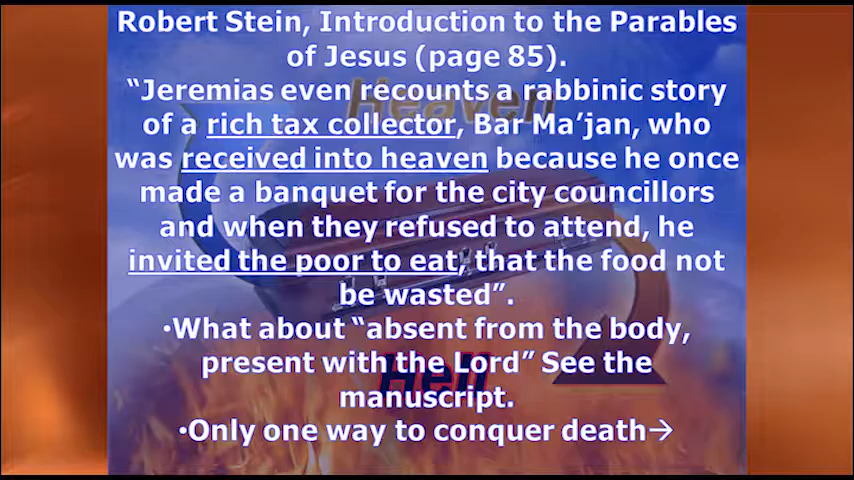 Robert Stein, Introduction to the Parables
of Jesus (page 85).
“Jeremias even recounts a rabbinic story
of a rich tax collector, Bar Ma’jan, who
was received into heaven because he once
made a banquet for the city councillors
and when they refused to attend, he
invited the poor to eat, that the food not
be wasted”.
•What about “absent from the body,
present with the Lord” See the
manuscript.
•Only one way to conquer death→
Heaven
Hell